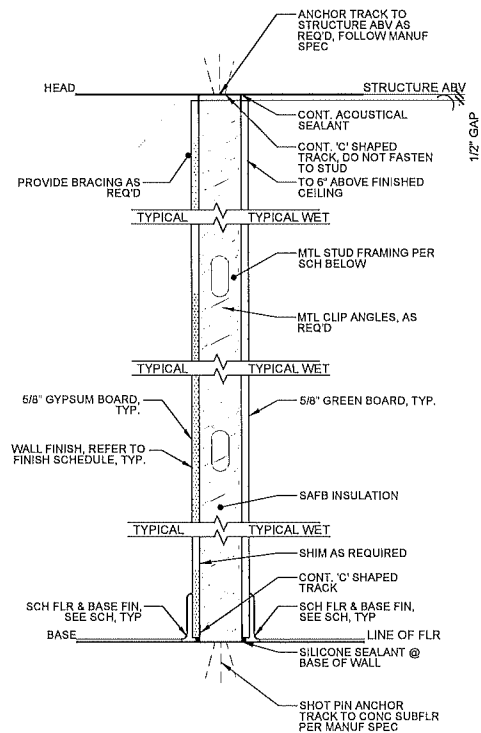 ANCHOR TRACK TO
STRUCTURE ABV AS
REQ'D, FOLLOW MANUF
SPEC
HEAD
STRUCTURE ABV
1/2" GAP
CONT. ACOUSTICAL
SEALANT
CONT. 'C' SHAPED
TRACK, DO NOT FASTEN
TO STUD
PROVIDE BRACING AS
REQ'D
TO 6" ABOVE FINISHED
CEILING
TYPICAL
TYPICAL WET
MTL STUD FRAMING PER
SCH BELOW
MTL CLIP ANGLES, AS
REQ'D
TYPICAL
TYPICAL WET
5/8" GYPSUM BOARD,
TYP.
5/8" GREEN BOARD, TYP.
WALL FINISH, REFER TO
FINISH SCHEDULE, TYP.
SAFB INSULATION
TYPICAL
TYPICAL WET
SHIM AS REQUIRED
CONT. 'C' SHAPED
TRACK
SCH FLR & BASE FIN,
SEE SCH, TYP
SCH FLR & BASE FIN,
SEE SCH, TYP
BASE
LINE OF FLR
SILICONE SEALANT @
BASE OF WALL
SHOT PIN ANCHOR
TRACK TO CONC SUBFLR
PER MANUF SPEC